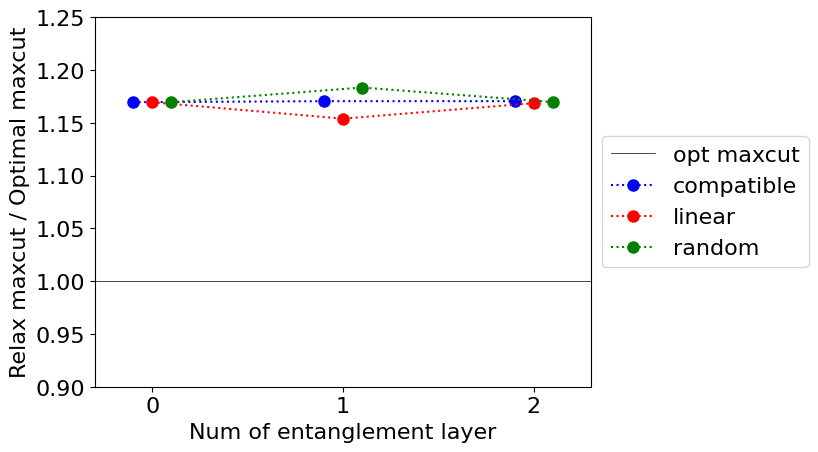 Relax maxcut / Optimal maxcut
1.25
1.20
1.15
1.10
1.05
1.00
0.95
0.90
0
1
2
Num of entanglement layer
opt maxcut
compatible
linear
random